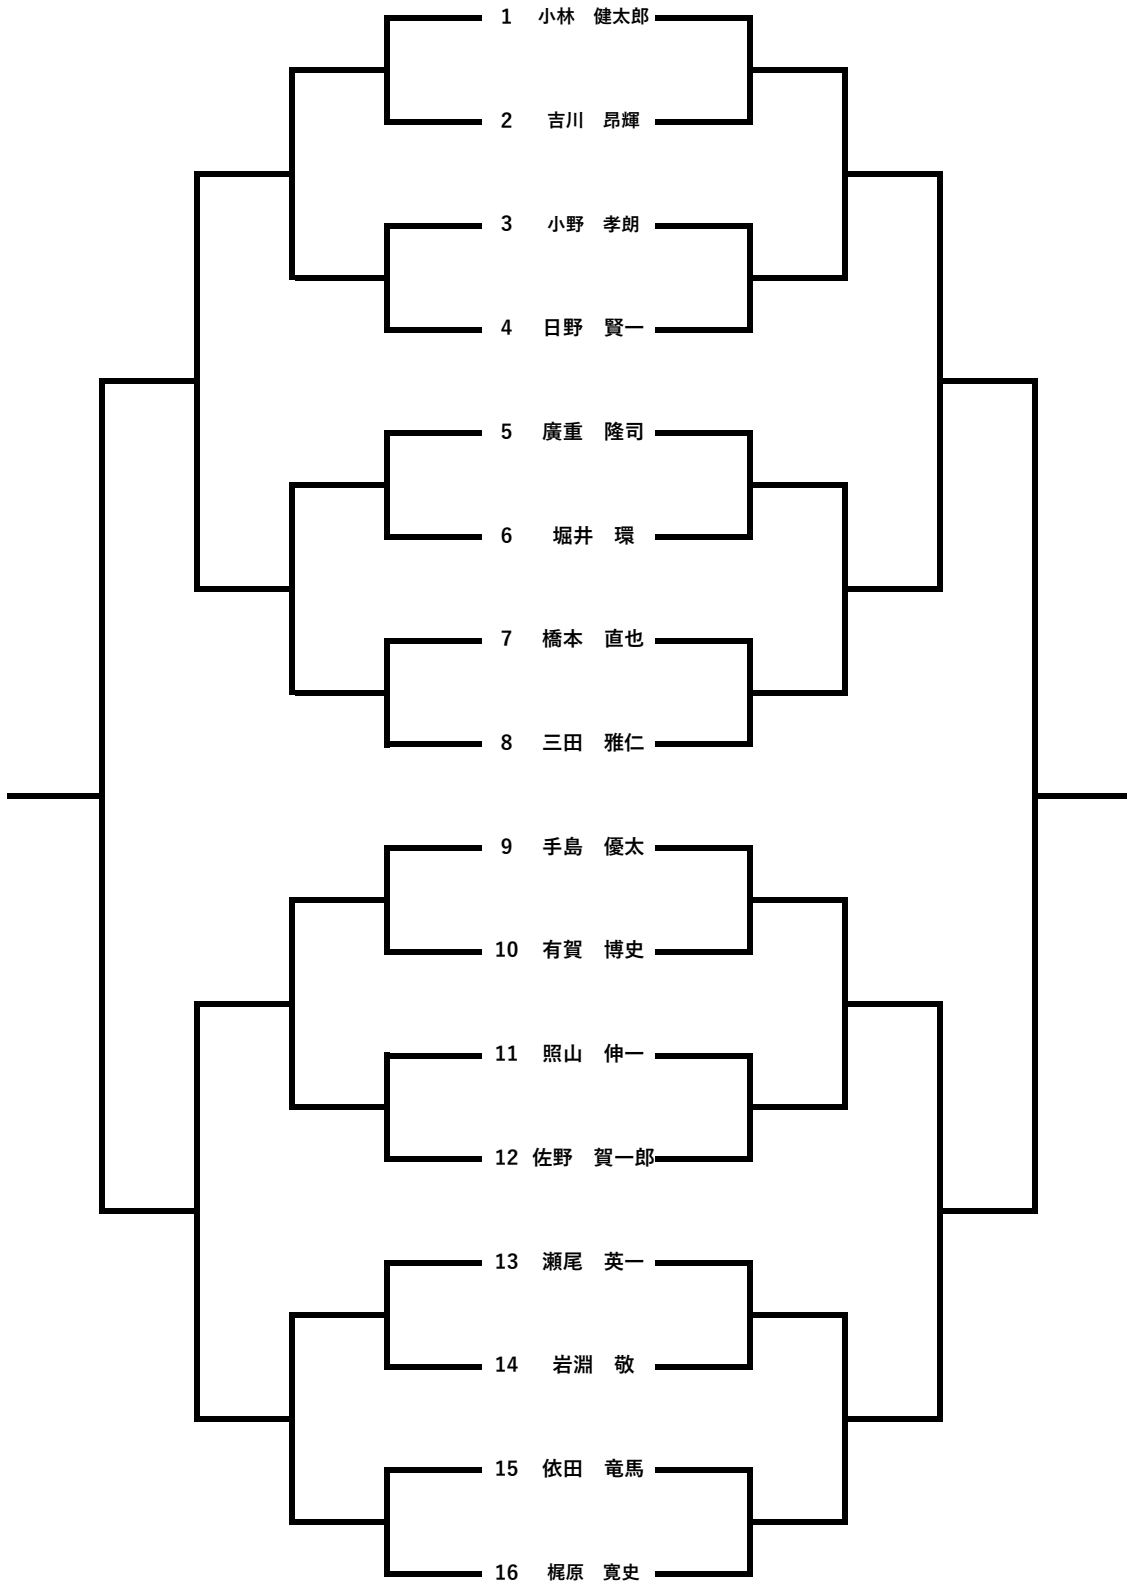 1 小林　健太郎
2 吉川　昂輝
3 小野　孝朗
4 日野　賢一
5 廣重　隆司
6 堀井　環
7 橋本　直也
8 三田　雅仁
9 手島　優太
10 有賀　博史
11 照山　伸一
12 佐野　賀一郎
13 瀬尾　英一
14 岩淵　敬
15 依田　竜馬
16 梶原　寛史